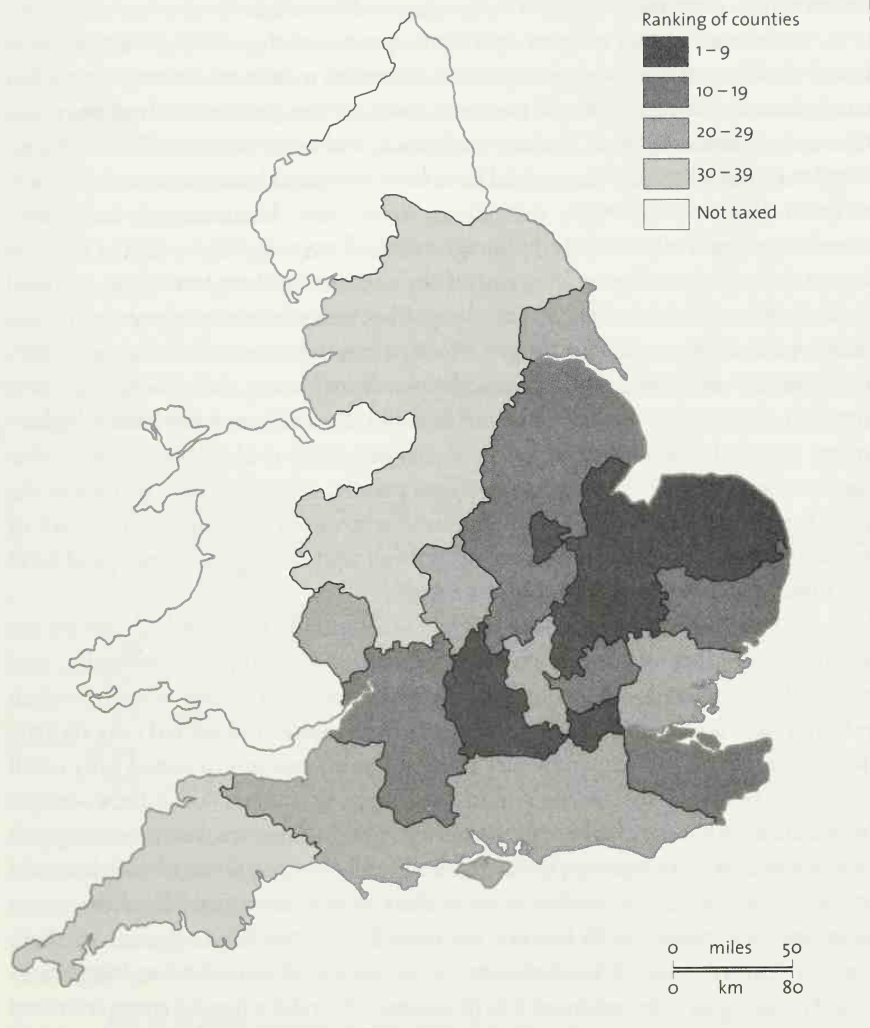 Ranking of counties
1–9
10–19
20–29
30–39
Not taxed
0 miles 50
0 km 80